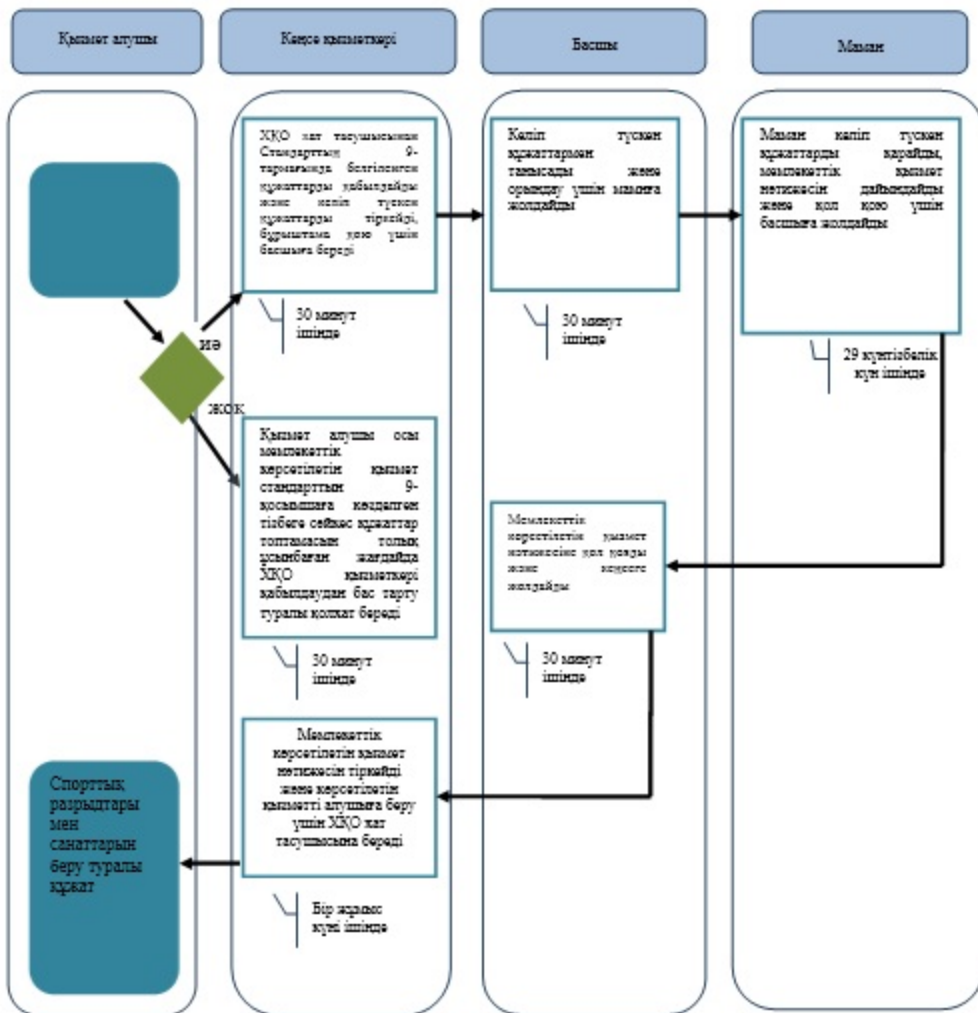 Қызмет алушы
Кеңсе қызметкері
Басшы
Маман
ХҚО хат тасушысынан
Стандарттың 9-
тармағында белгіленген
құжаттарды қабылдайды
және келіп түскен
құжаттарды тіркейді,
бұрыштама қою үшін
басшыға береді
30 минут
ішінде
Келіп түскен
құжаттармен
танысады және
орындау үшін мамнға
жолдайды
30 минут
ішінде
Маман келіп түскен
құжаттарды қарайды,
мемлекеттік қызмет
нәтижесін дайындайды
және қол қою үшін
басшыға жолдайды
29 күнтізбелік
күн ішінде
иә
жоқ
Қызмет алушы осы
мемлекеттік
көрсетілетін қызмет
стандарттын 9-
қосымшаға көзделген
тізбеге сәйкес құжаттар
топтамасын толық
ұсынбаған жағдайда
ХҚО қызметкері
қабылдаудан бас тарту
туралы қолхат береді
30 минут
ішінде
Мемлекеттік
көрсетілетін қызмет
нәтижесіне қол қояды
және кеңсеге
жолдайды
30 минут
ішінде
Мемлекеттік
көрсетілетін қызмет
нәтижесін тіркейді
және көрсетілетін
қызметті алушыға беру
үшін ХҚО хат
тасушысына береді
Бір жұмыс
күні ішінде
Спорттық
разрядтары
мен
санаттарын
беру туралы
құжат